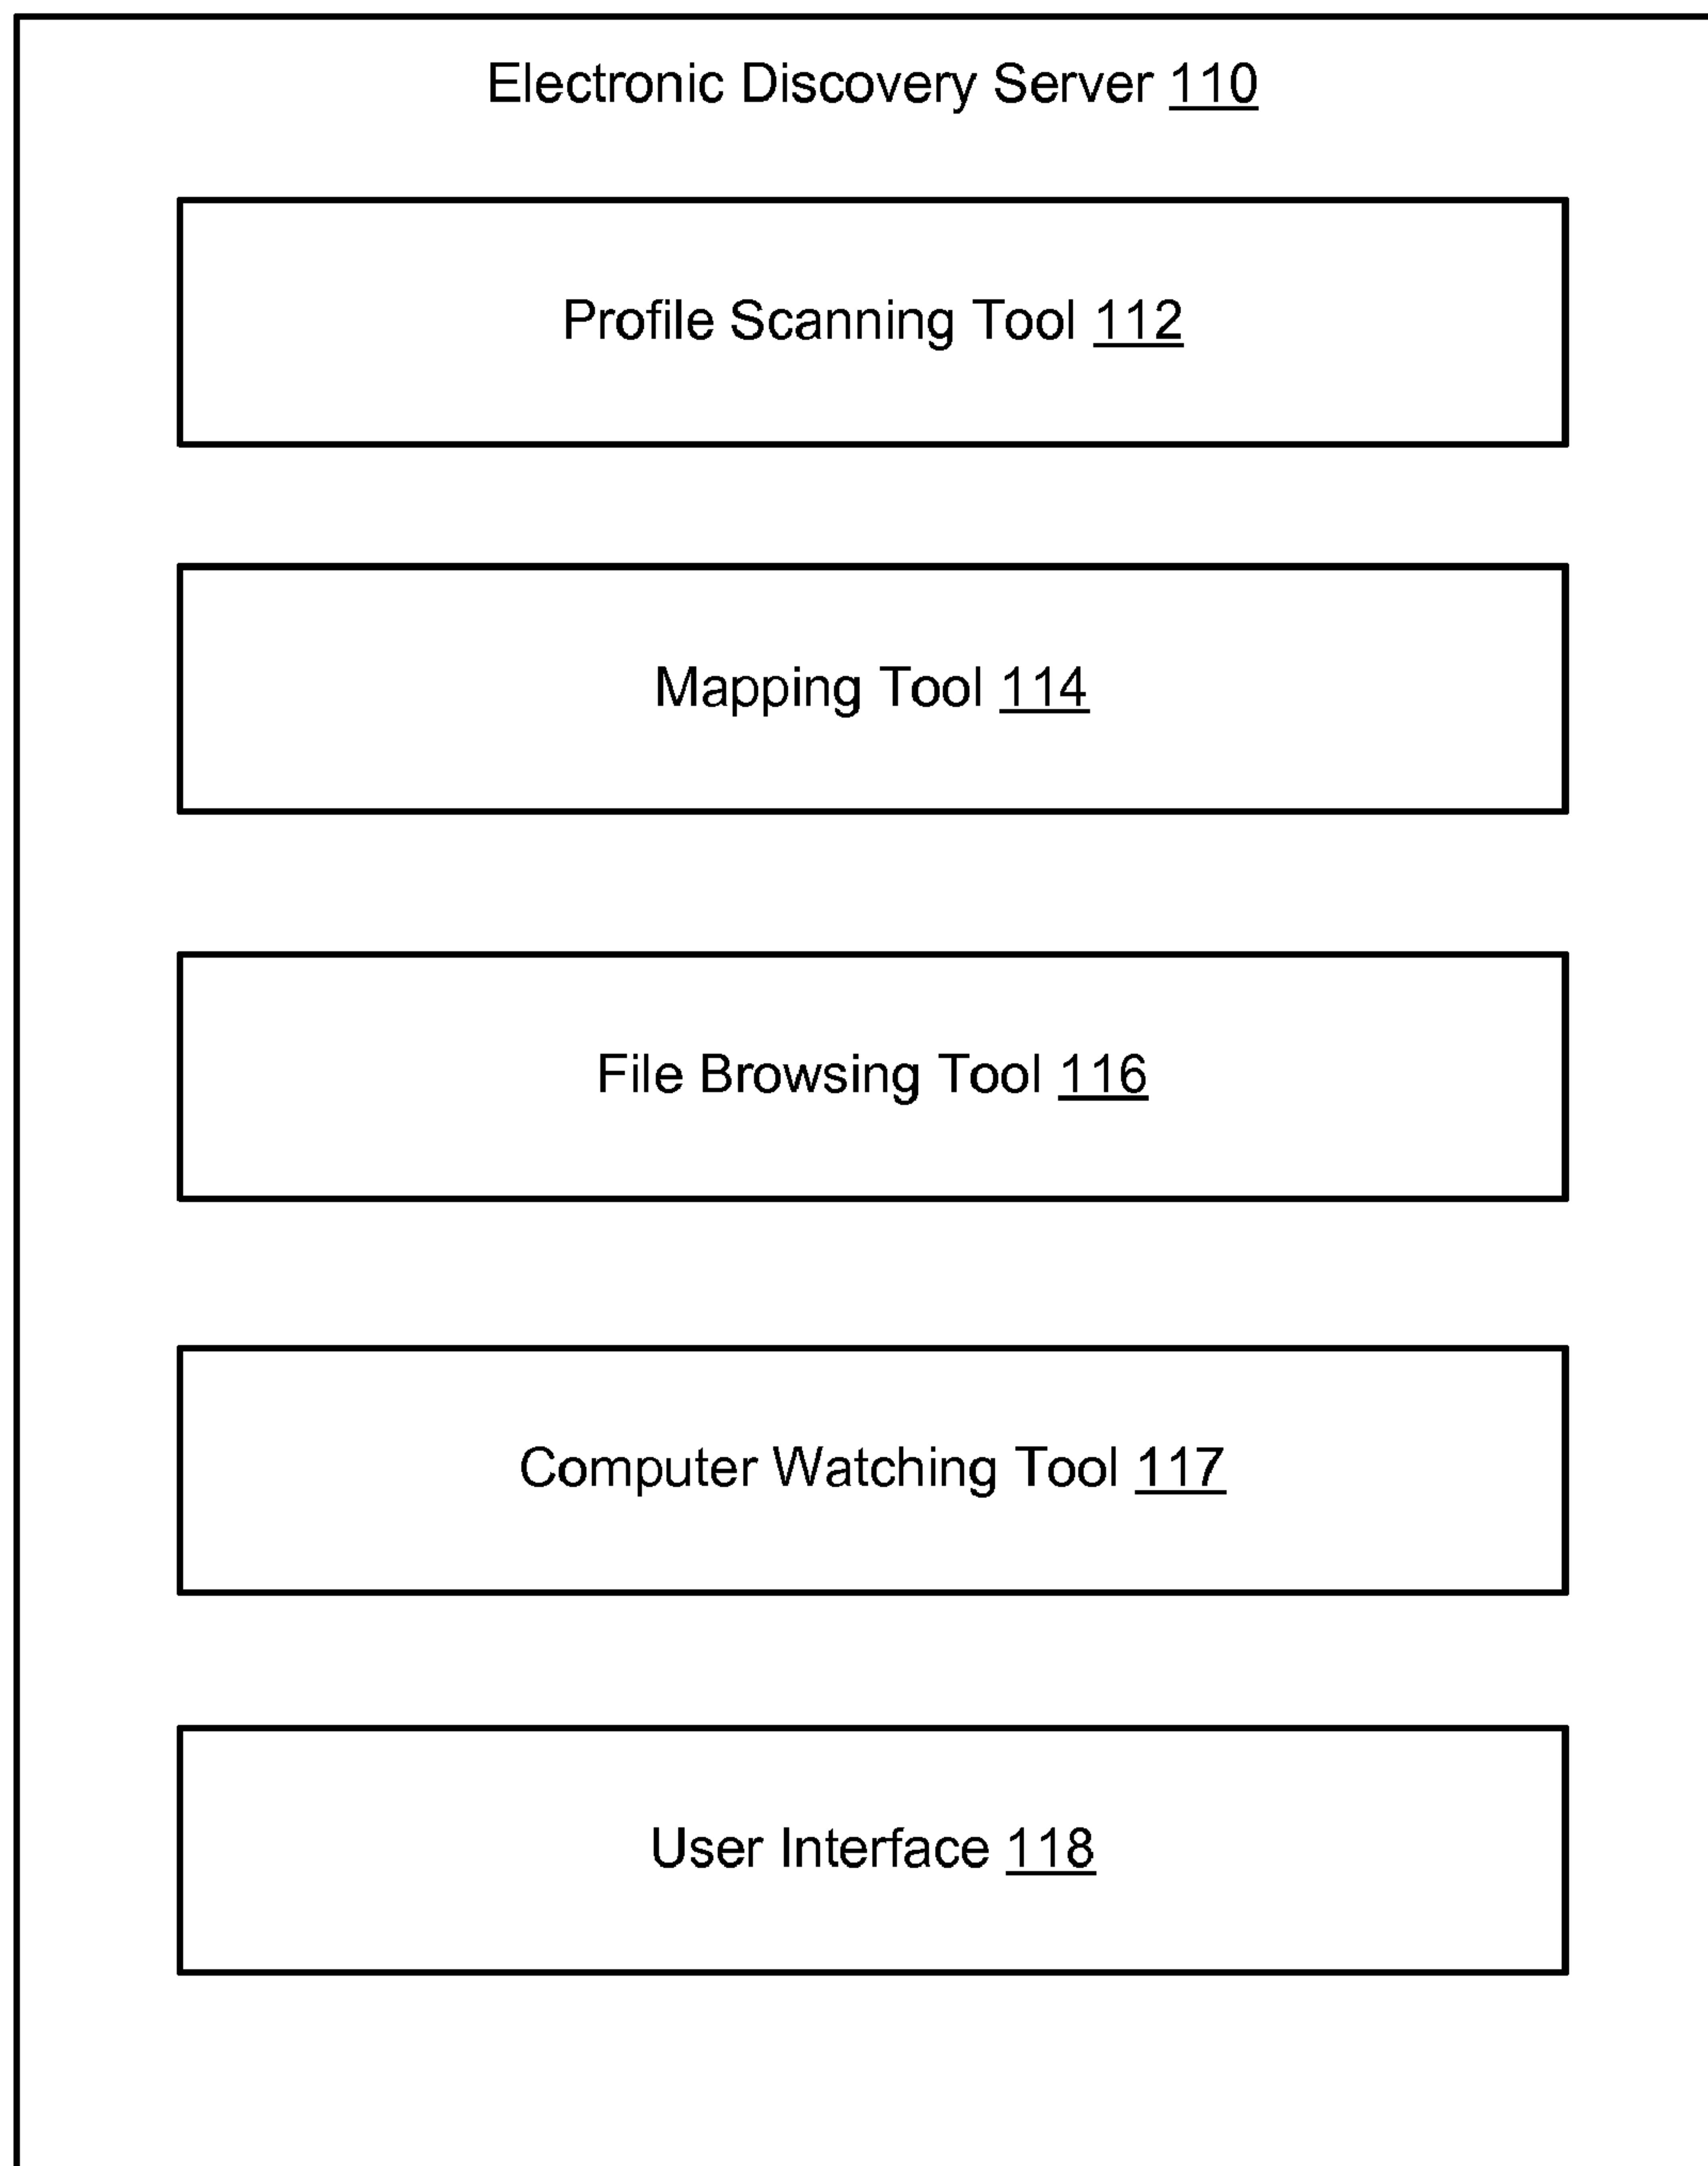 Electronic Discovery Server 110
Profile Scanning Tool 112
Mapping Tool 114
File Browsing Tool 116
Computer Watching Tool 117
User Interface 118